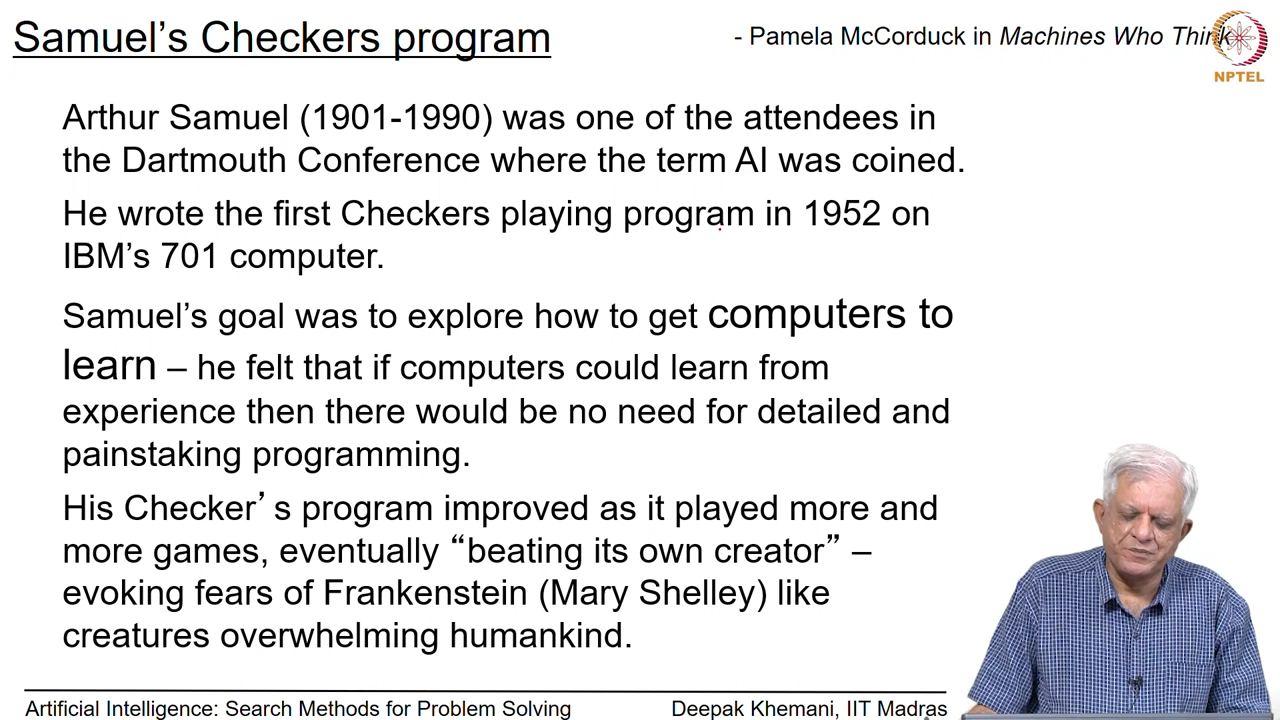 Samuel’s Checkers program
- Pamela McCorduck in Machines Who Think
NPTEL
Arthur Samuel (1901-1990) was one of the attendees in
the Dartmouth Conference where the term AI was coined.
He wrote the first Checkers playing program in 1952 on
IBM’s 701 computer.
Samuel’s goal was to explore how to get computers to
learn – he felt that if computers could learn from
experience then there would be no need for detailed and
painstaking programming.
His Checker’s program improved as it played more and
more games, eventually “beating its own creator” –
evoking fears of Frankenstein (Mary Shelley) like
creatures overwhelming humankind.
Artificial Intelligence: Search Methods for Problem Solving
Deepak Khemani, IIT Madras